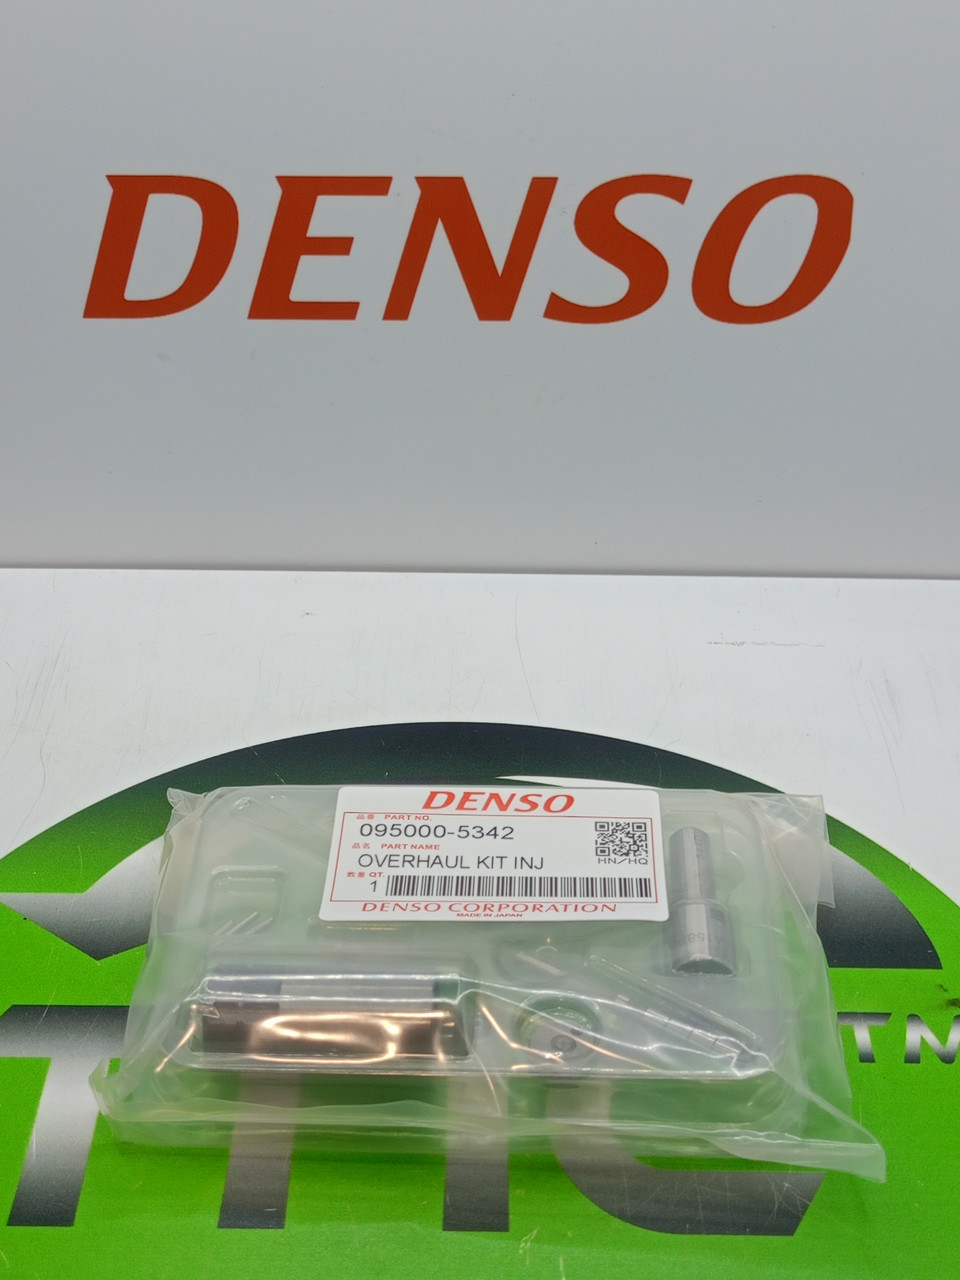 DENSO
DENSO
品番 PART NO.
095000-5342
品名 PART NAME
OVERHAUL KIT INJ
HN/HQ
数量 QT.
1
DENSO CORPORATION
MADE IN JAPAN
TM